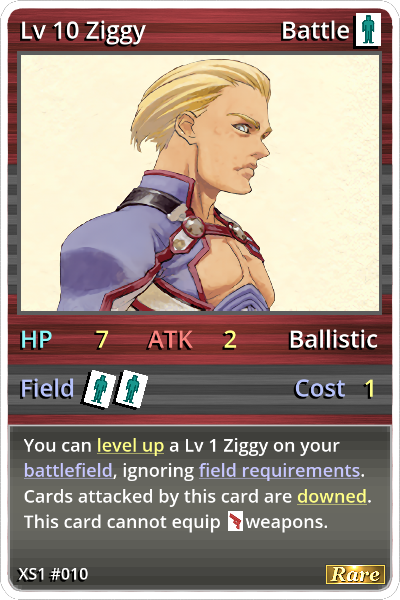 Lv 10 Ziggy Battle
HP 7 ATK 2 Ballistic
Field Cost 1
You can level up a Lv 1 Ziggy on your
battlefield, ignoring field requirements.
Cards attacked by this card are downed.
This card cannot equip weapons.
XS1 #010 Rare